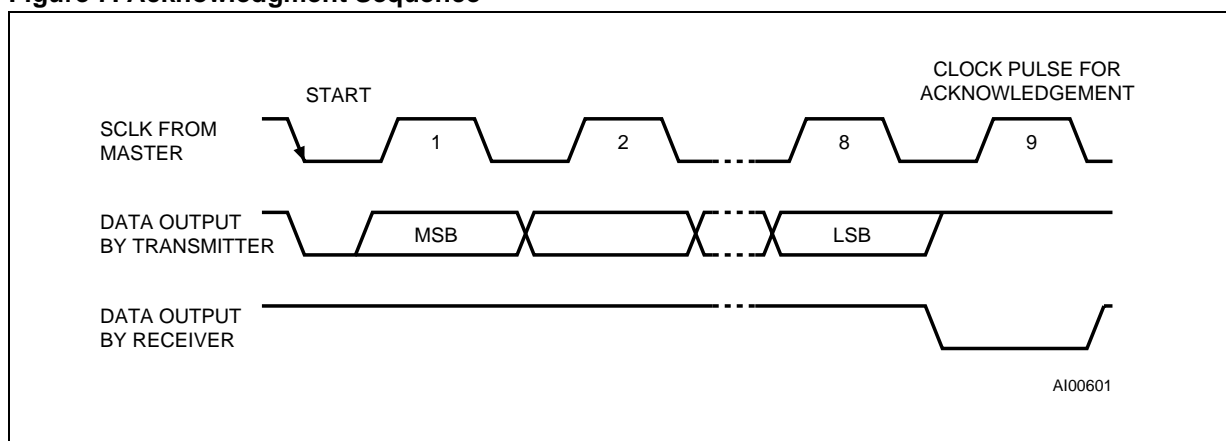 Figure 7. Acknowledgment Sequence
CLOCK PULSE FOR
ACKNOWLEDGEMENT
START
SCLK FROM
MASTER
1
2
8
9
DATA OUTPUT
BY TRANSMITTER
MSB
LSB
DATA OUTPUT
BY RECEIVER
AI00601